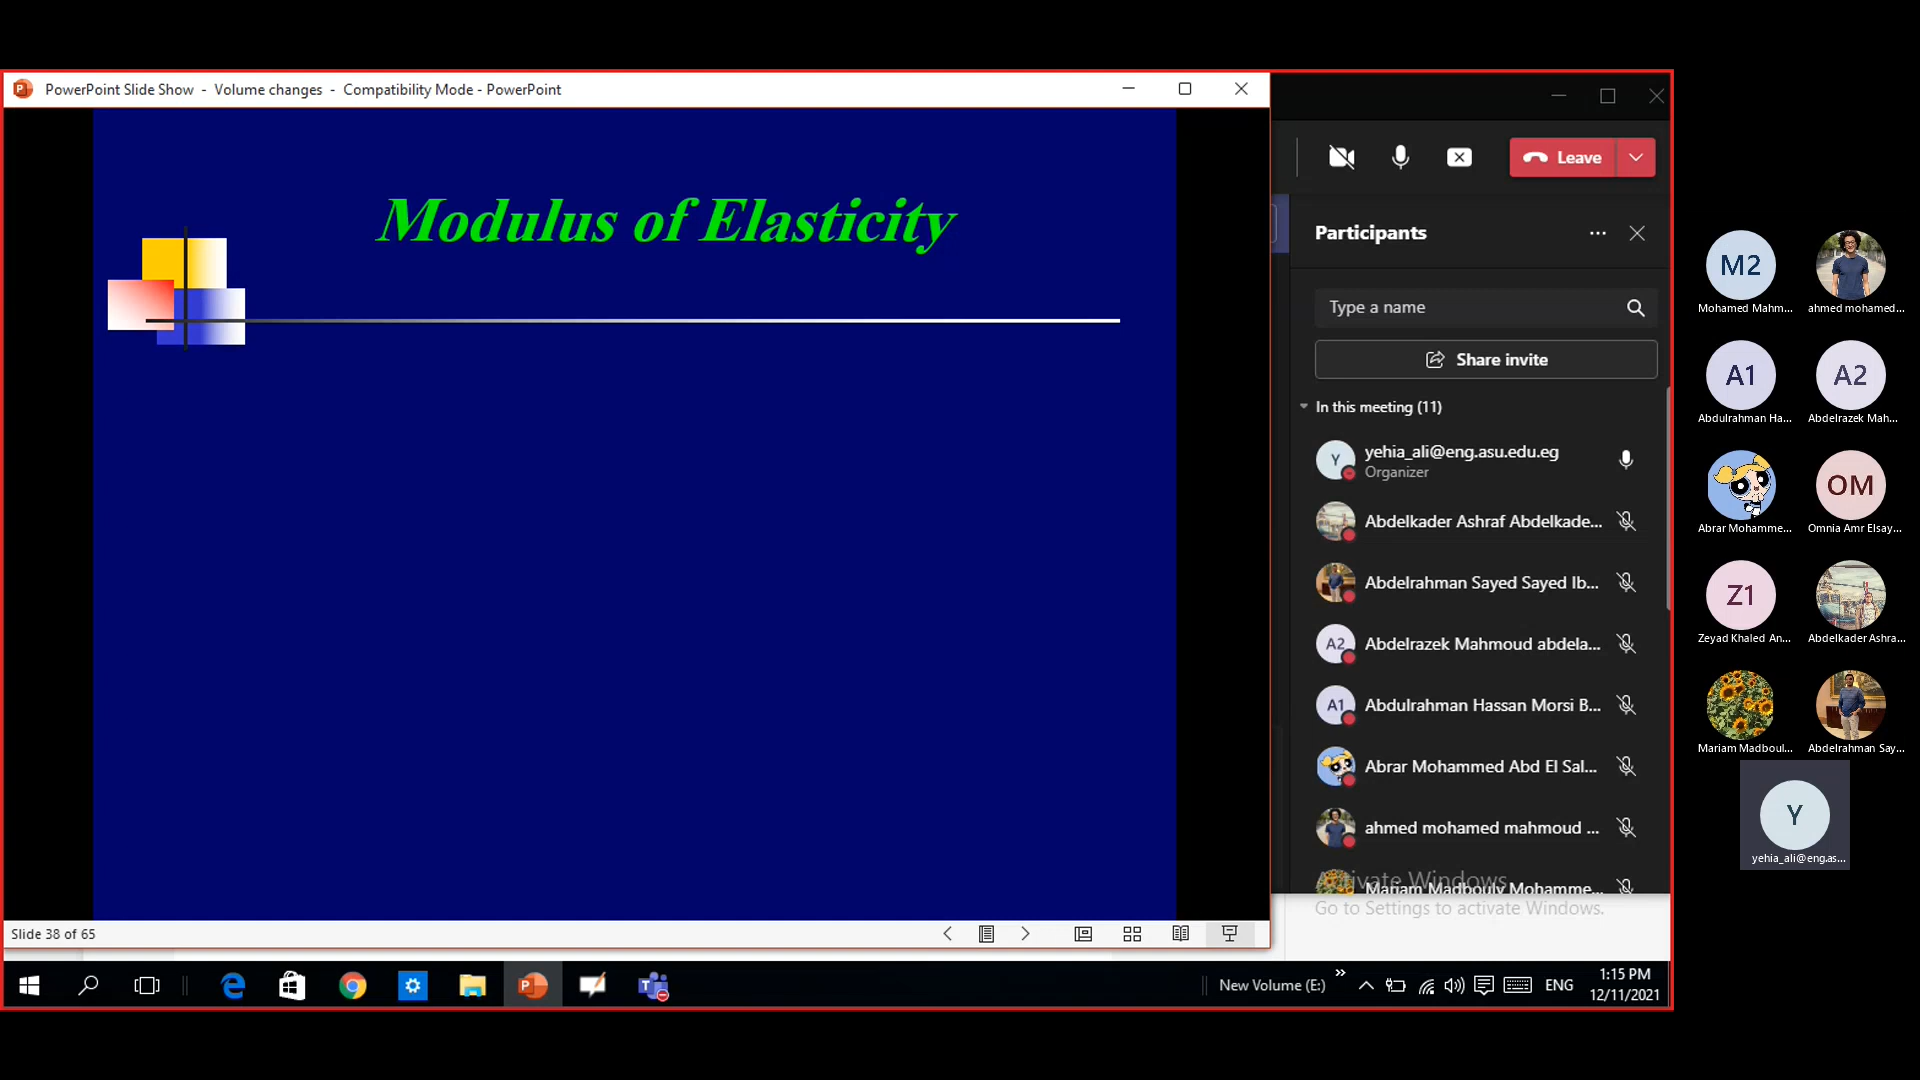 PowerPoint Slide Show - Volume changes - Compatibility Mode - PowerPoint
Modulus of Elasticity
Slide 38 of 65
Leave
Participants
Type a name
Share invite
In this meeting (11)
Y
yehia_ali@eng.asu.edu.eg
Organizer
Abdelkader Ashraf Abdelkade...
Abdelrahman Sayed Sayed Ib...
A2
Abdelrazek Mahmoud abdela...
A1
Abdulrahman Hassan Morsi B...
Abrar Mohammed Abd El Sal...
ahmed mohamed mahmoud ...
Mariam Madbouly Mohamme...
Activate Windows
Go to Settings to activate Windows.
New Volume (E:)
ENG
1:15 PM
12/11/2021
M2
Mohamed Mahm...
ahmed mohamed...
A1
Abdulrahman Ha...
A2
Abdelrazek Mah...
Abrar Mohamme...
OM
Omnia Amr Elsay...
Z1
Zeyad Khaled An...
Abdelkader Ashra...
Mariam Madboul...
Abdelrahman Say...
Y
yehia_ali@eng.as...